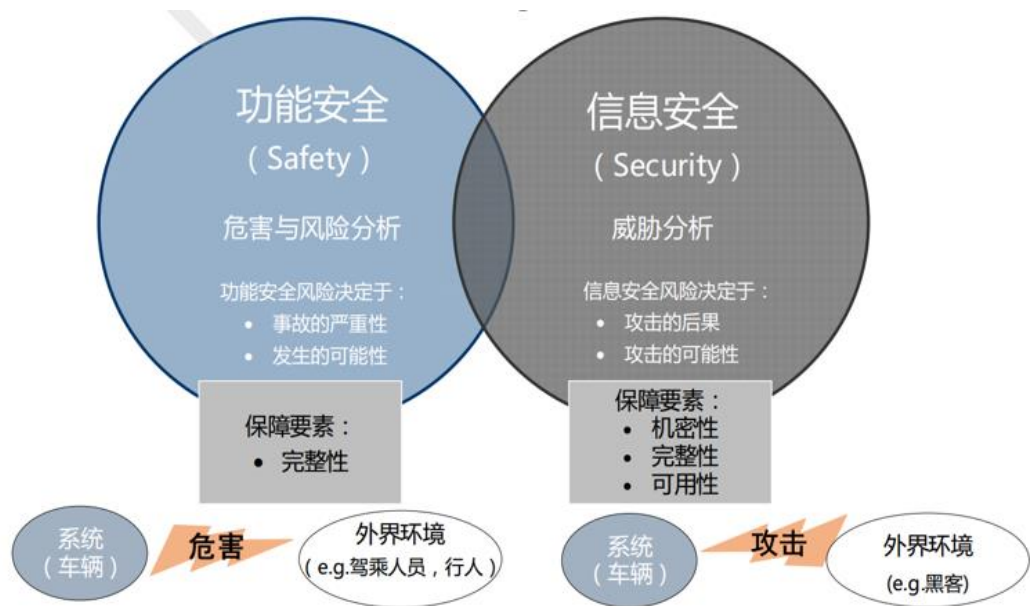 功能安全
（Safety）
危害与风险分析
功能安全风险决定于：
• 事故的严重性
• 发生的可能性
保障要素：
• 完整性
信息安全
（Security）
威胁分析
信息安全风险决定于：
• 攻击的后果
• 攻击的可能性
保障要素：
• 机密性
• 完整性
• 可用性
系统
（车辆）
危害
外界环境
（e.g.驾乘人员，行人）
系统
（车辆）
攻击
外界环境
(e.g.黑客)